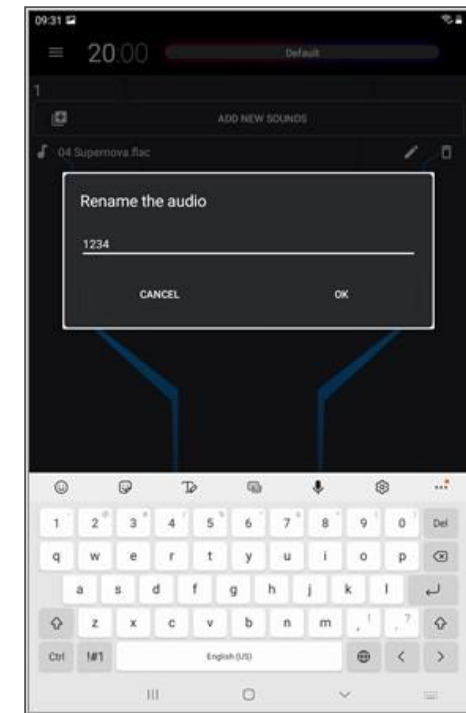 09:31
20.00 Default
1
ADD NEW SOUNDS
04 Supernova.flac
Rename the audio
1234
CANCEL OK
1 2 @ 3 # 4 / 5 % 6 ^ 7 & 8 * 9 ( 0 ) Del
q w e r t y u i o p
a s d f g h j k l
z x c v b n m , ! . ?
Ctrl !#1 English (US) < >